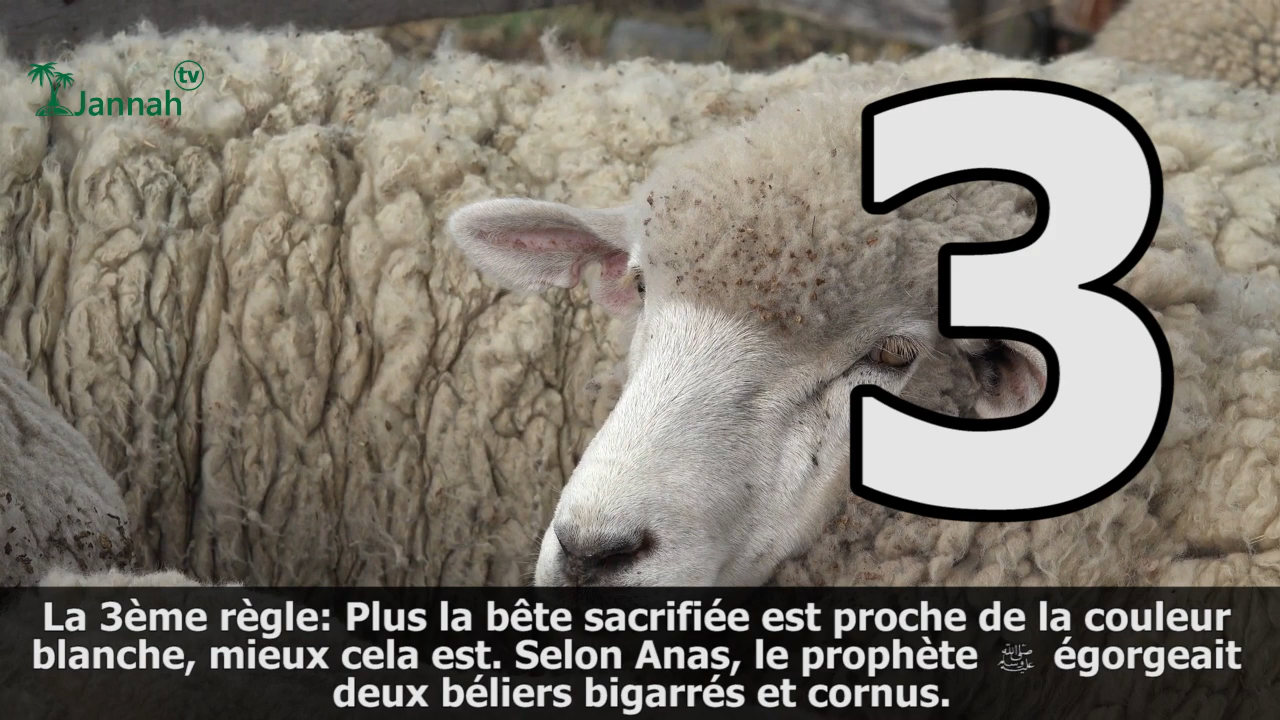 tv
Jannah
3
La 3ème règle: Plus la bête sacrifiée est proche de la couleur
blanche, mieux cela est. Selon Anas, le prophète ﷺ égorgeait
deux béliers bigarrés et cornus.